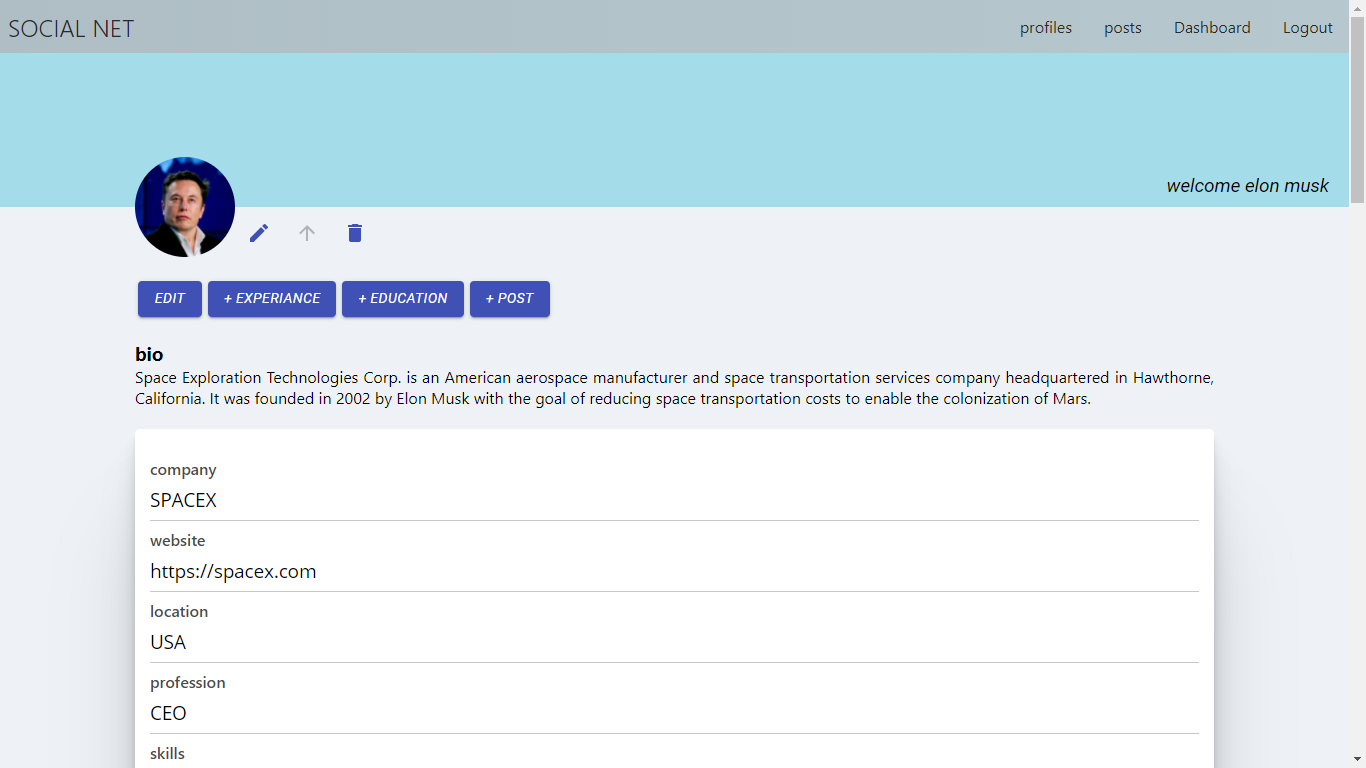 SOCIAL NET
profiles
posts
Dashboard
Logout
welcome elon musk
EDIT
+ EXPERIANCE
+ EDUCATION
+ POST
bio
Space Exploration Technologies Corp. is an American aerospace manufacturer and space transportation services company headquartered in Hawthorne,
California. It was founded in 2002 by Elon Musk with the goal of reducing space transportation costs to enable the colonization of Mars.
company
SPACEX
website
https://spacex.com
location
USA
profession
CEO
skills